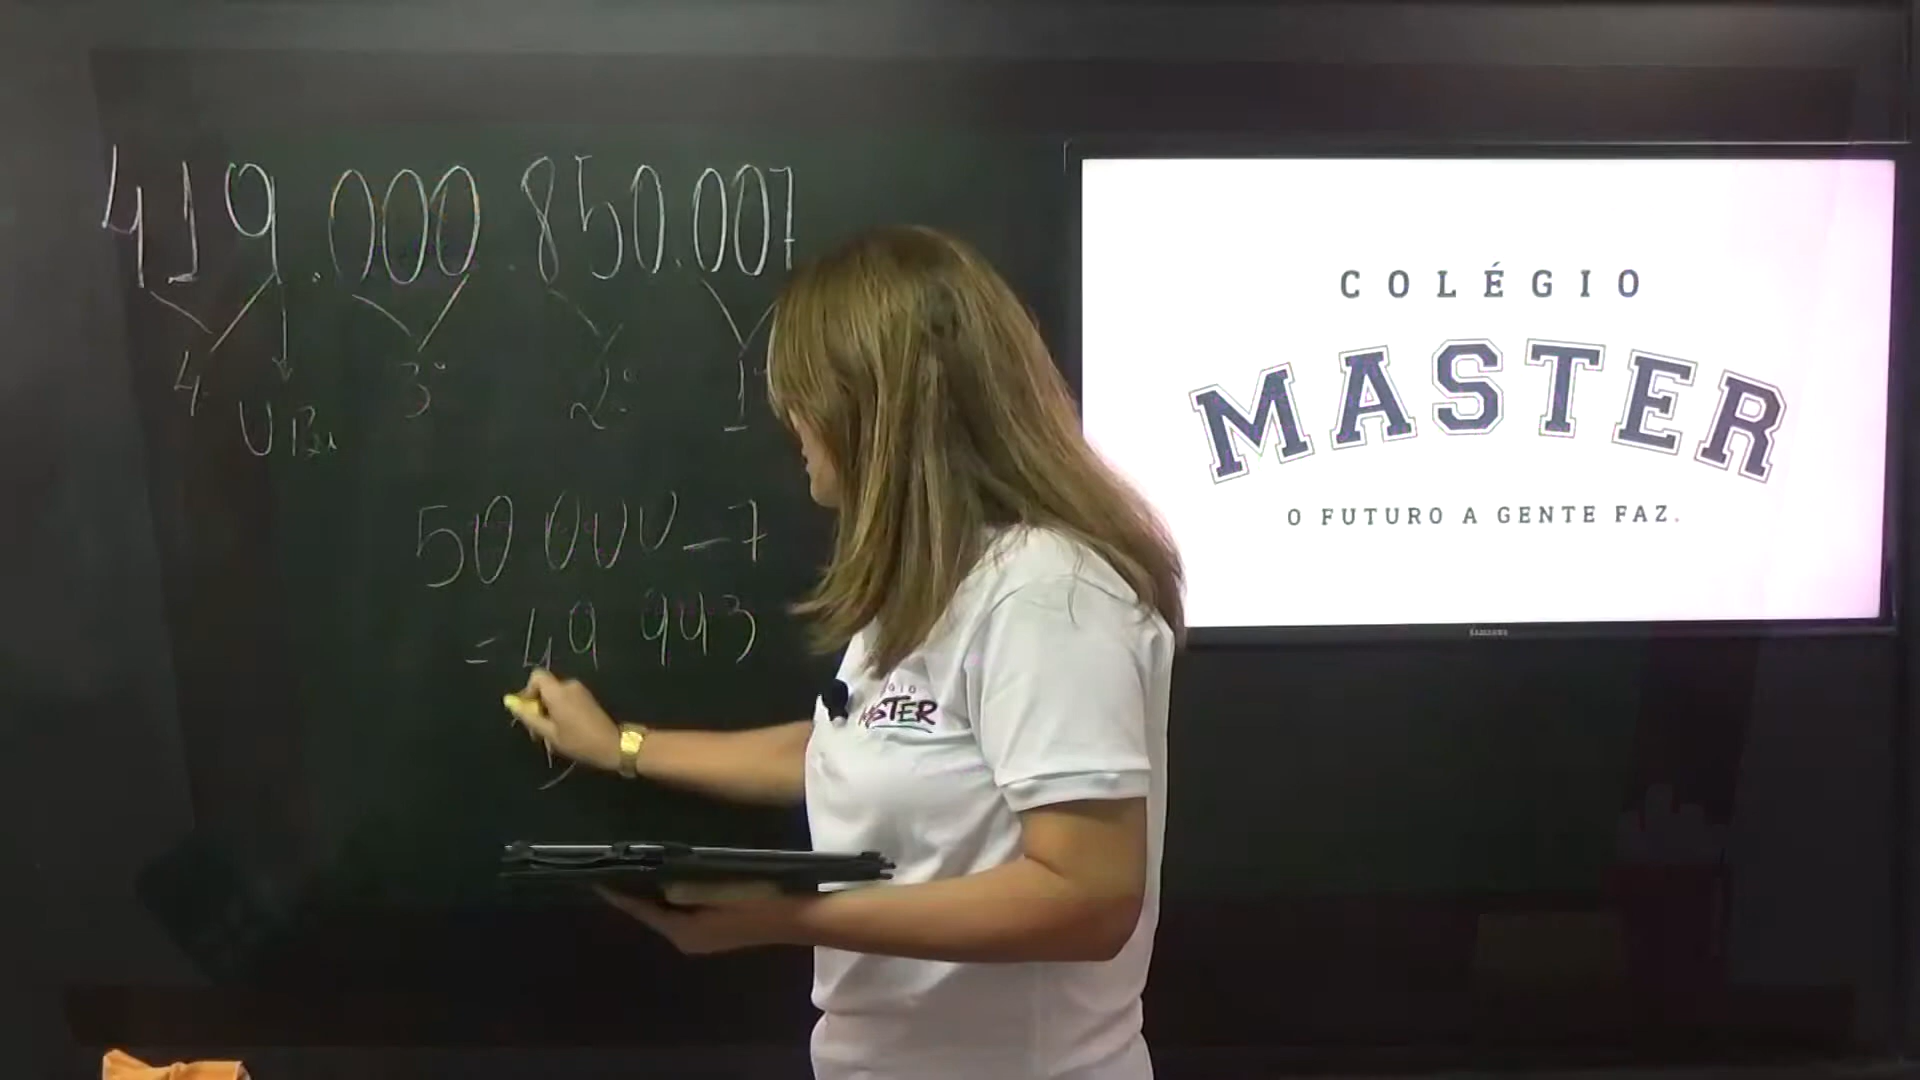 419.000.850.007
4ª 3ª 2ª 1ª
U
50 000 - 7
= 49 993
COLÉGIO
MASTER
O FUTURO A GENTE FAZ.
SAMSUNG
MASTER